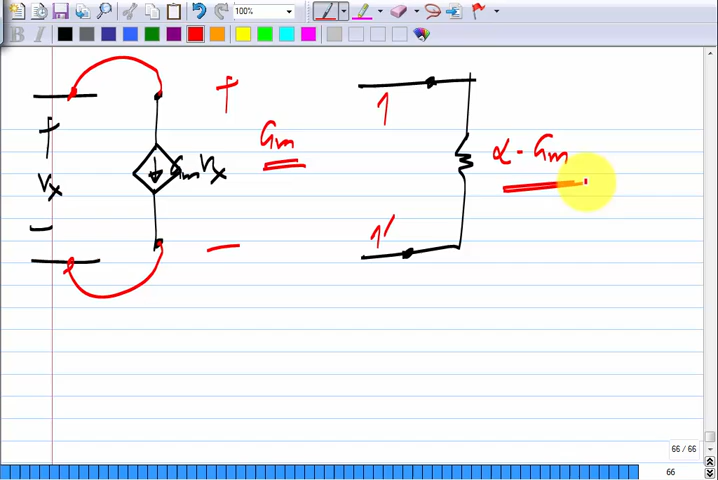 100%
B I U
+
Vx
-
GmVx
+
Gm
-
1
1'
α · Gm
66 / 66
66